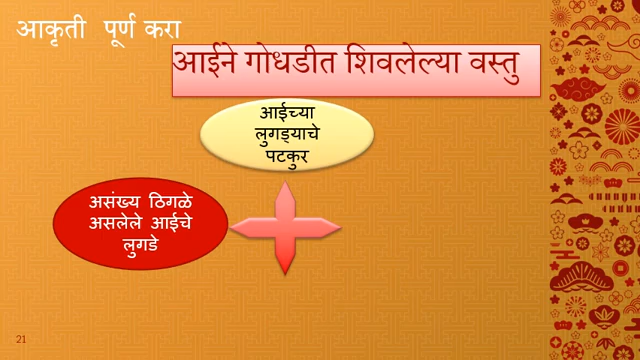 आकृती पूर्ण करा
आईने गोधडीत शिवलेल्या वस्तु
आईच्या
लुगड्याचे
पटकुर
असंख्य ठिगळे
असलेले आईचे
लुगडे
21